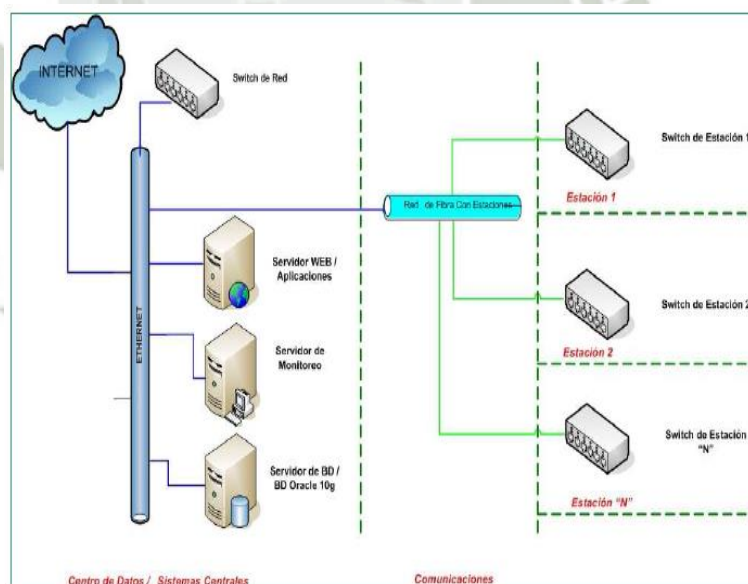 INTERNET
Switch de Red
ETHERNET
Servidor WEB /
Aplicaciones
Servidor de
Monitoreo
Servidor de BD /
BD Oracle 10g
Centro de Datos / Sistemas Centrales
Red de Fibra Con Estaciones
Comunicaciones
Switch de Estación 1
Estación 1
Switch de Estación 2
Estación 2
Switch de Estación
"N"
Estación "N"